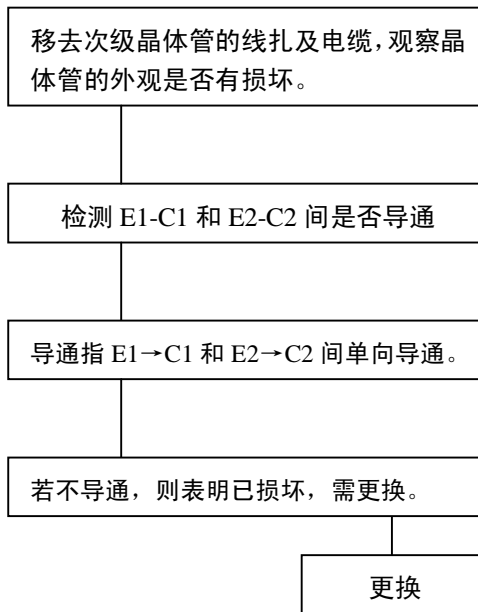 移去次级晶体管的线扎及电缆，观察晶
体管的外观是否有损坏。
检测 E1-C1 和 E2-C2 间是否导通
导通指 E1→C1 和 E2→C2 间单向导通。
若不导通，则表明已损坏，需更换。
更换